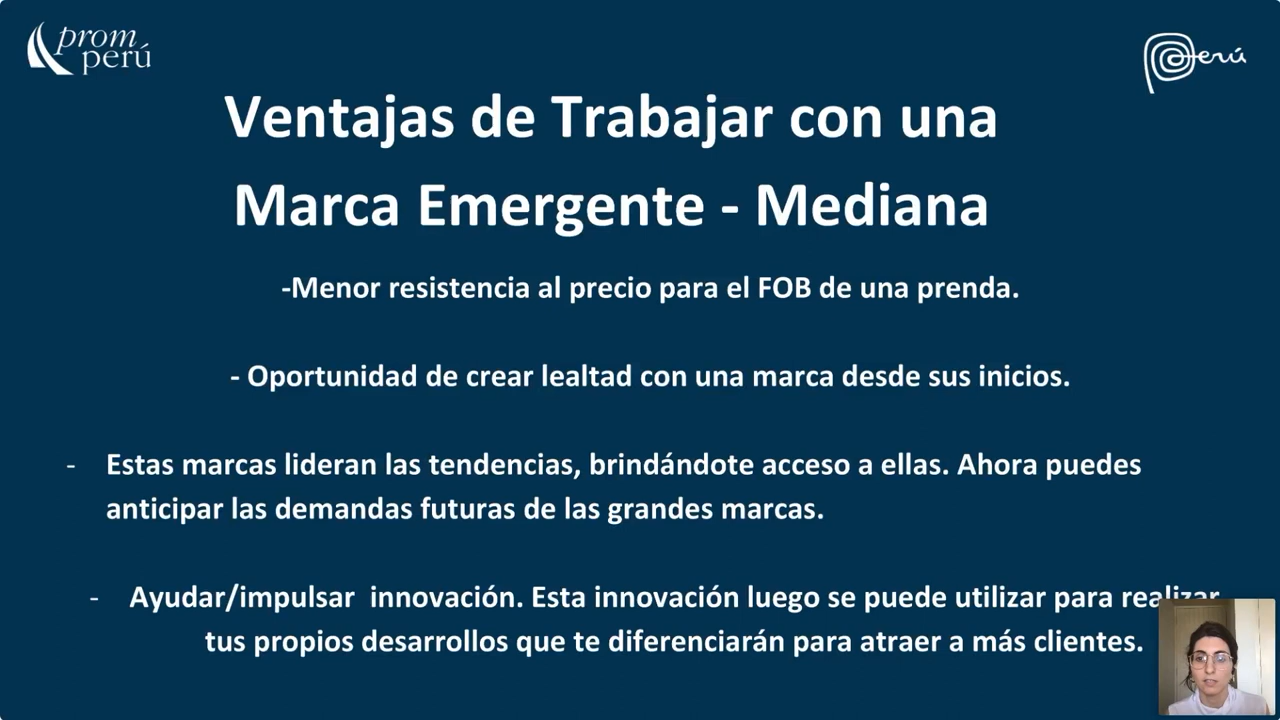 prom
perú
Perú
Ventajas de Trabajar con una
Marca Emergente - Mediana
-Menor resistencia al precio para el FOB de una prenda.
- Oportunidad de crear lealtad con una marca desde sus inicios.
- Estas marcas lideran las tendencias, brindándote acceso a ellas. Ahora puedes
anticipar las demandas futuras de las grandes marcas.
- Ayudar/impulsar  innovación. Esta innovación luego se puede utilizar para realizar
tus propios desarrollos que te diferenciarán para atraer a más clientes.